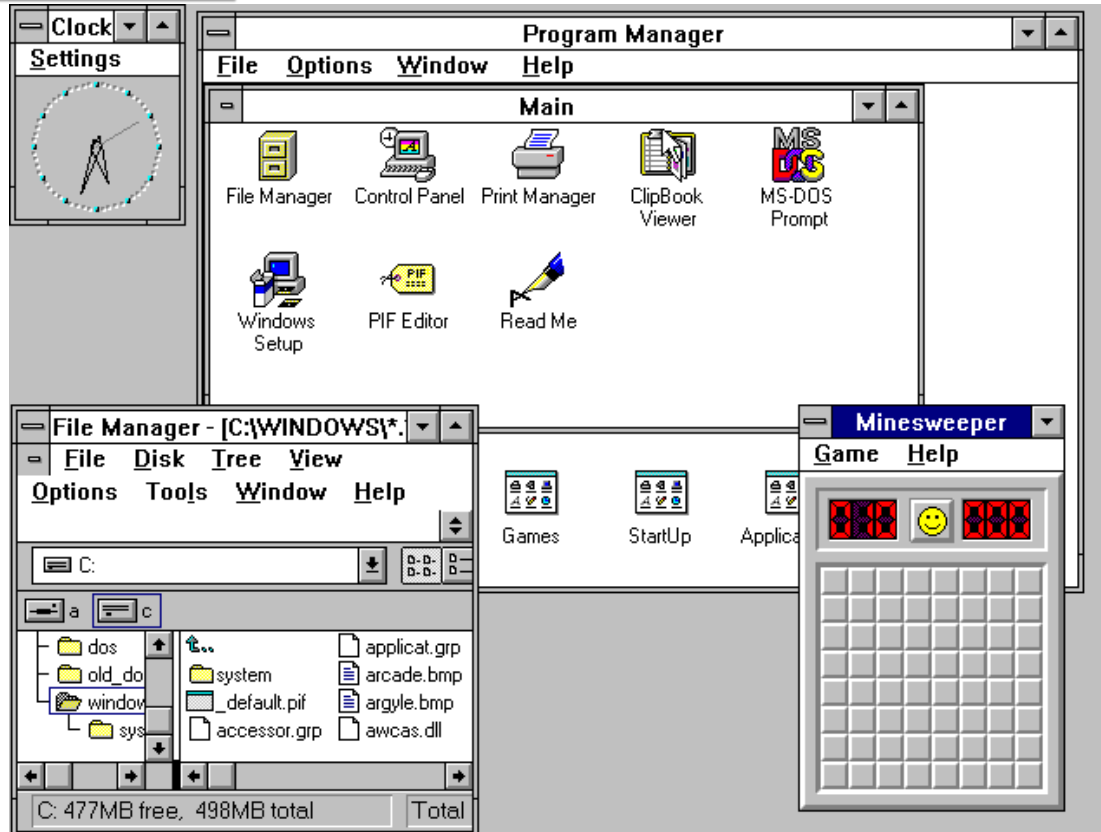 Clock
Settings
Program Manager
File Options Window Help
Main
File Manager
Control Panel
Print Manager
ClipBook
Viewer
MS-DOS
Prompt
MS
DOS
Windows
Setup
PIF
PIF Editor
Read Me
Games
StartUp
File Manager - [C:\WINDOWS\*.
File Disk Tree View
Options Tools Window Help
C:
a
c
dos
old_do
window
sys
system
_default.pif
accessor.grp
applicat.grp
arcade.bmp
argyle.bmp
awcas.dll
C: 477MB free, 498MB total
Total
Minesweeper
Game Help